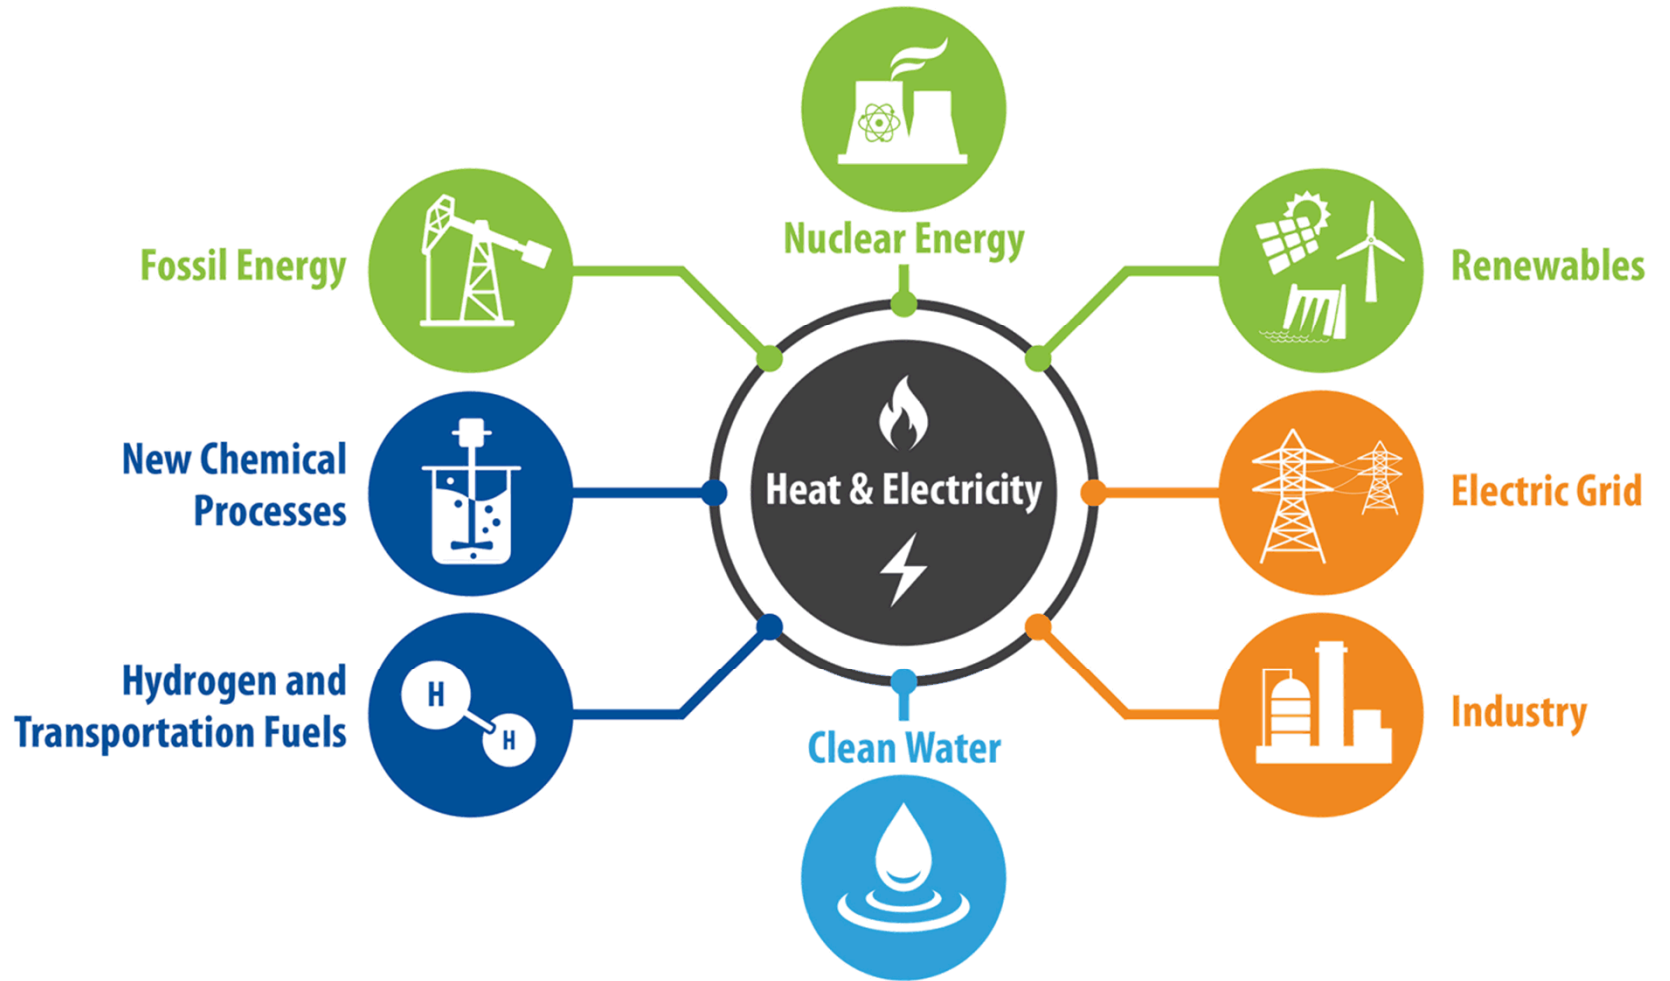 Nuclear Energy
Fossil Energy
Renewables
New Chemical
Processes
Heat & Electricity
Electric Grid
Hydrogen and
Transportation Fuels
H
H
Industry
Clean Water